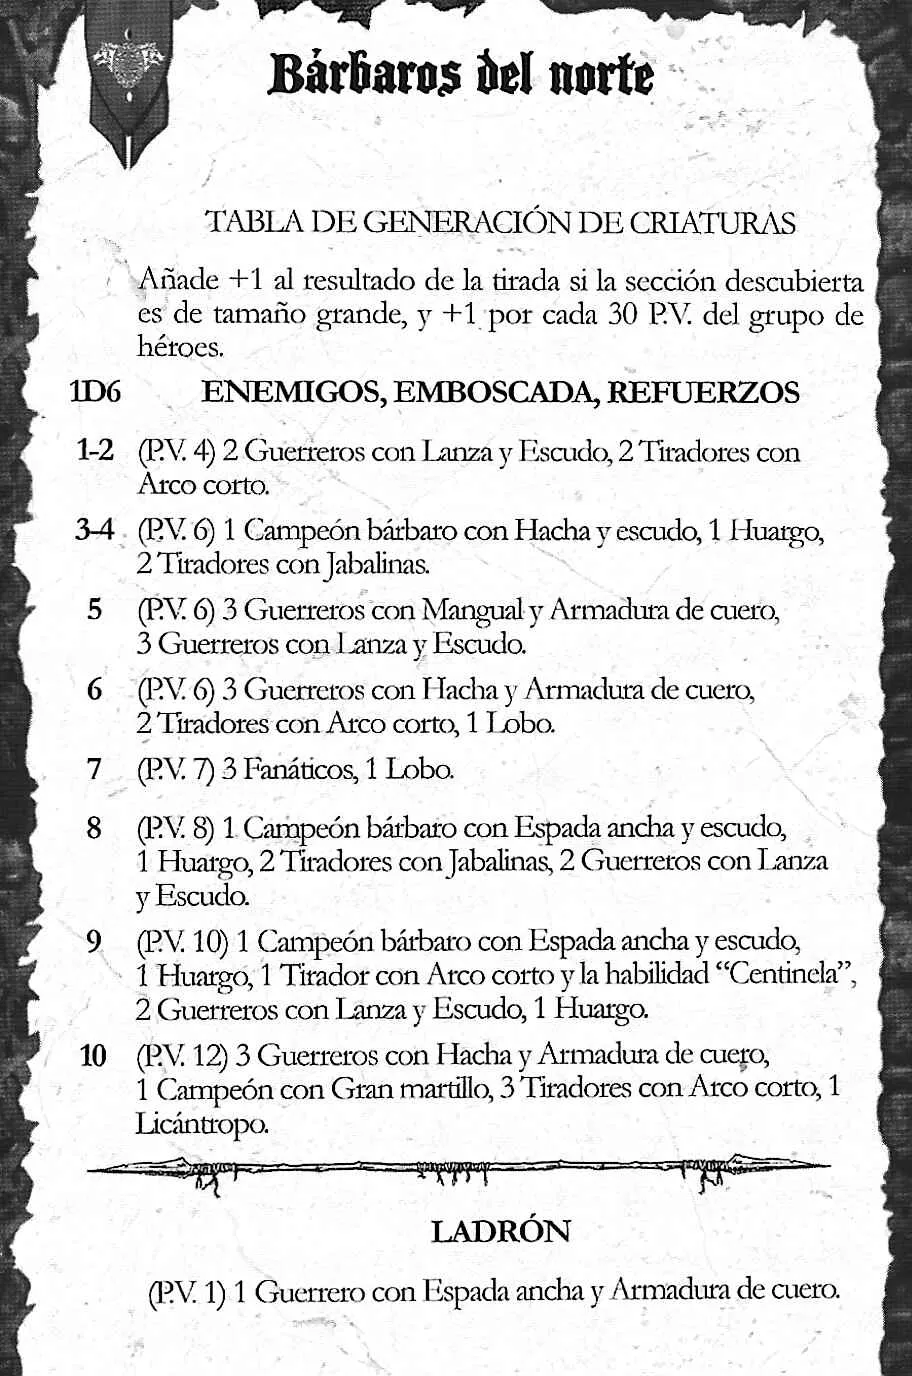 Bárbaros del norte
TABLA DE GENERACIÓN DE CRIATURAS
Añade +1 al resultado de la tirada si la sección descubierta
es de tamaño grande, y +1 por cada 30 P.V. del grupo de
héroes.
1D6 ENEMIGOS, EMBOSCADA, REFUERZOS
1-2 (P.V. 4) 2 Guerreros con Lanza y Escudo, 2 Tiradores con
Arco corto.
3-4 (P.V. 6) 1 Campeón bárbaro con Hacha y escudo, 1 Huargo,
2 Tiradores con Jabalinas.
5 (P.V. 6) 3 Guerreros con Mangual y Armadura de cuero,
3 Guerreros con Lanza y Escudo.
6 (P.V. 6) 3 Guerreros con Hacha y Armadura de cuero,
2 Tiradores con Arco corto, 1 Lobo.
7 (P.V. 7) 3 Fanáticos, 1 Lobo.
8 (P.V. 8) 1 Campeón bárbaro con Espada ancha y escudo,
1 Huargo, 2 Tiradores con Jabalinas, 2 Guerreros con Lanza
y Escudo.
9 (P.V. 10) 1 Campeón bárbaro con Espada ancha y escudo,
1 Huargo, 1 Tirador con Arco corto y la habilidad “Centinela”,
2 Guerreros con Lanza y Escudo, 1 Huargo.
10 (P.V. 12) 3 Guerreros con Hacha y Armadura de cuero,
1 Campeón con Gran martillo, 3 Tiradores con Arco corto, 1
Licántropo.
LADRÓN
(P.V. 1) 1 Guerrero con Espada ancha y Armadura de cuero.